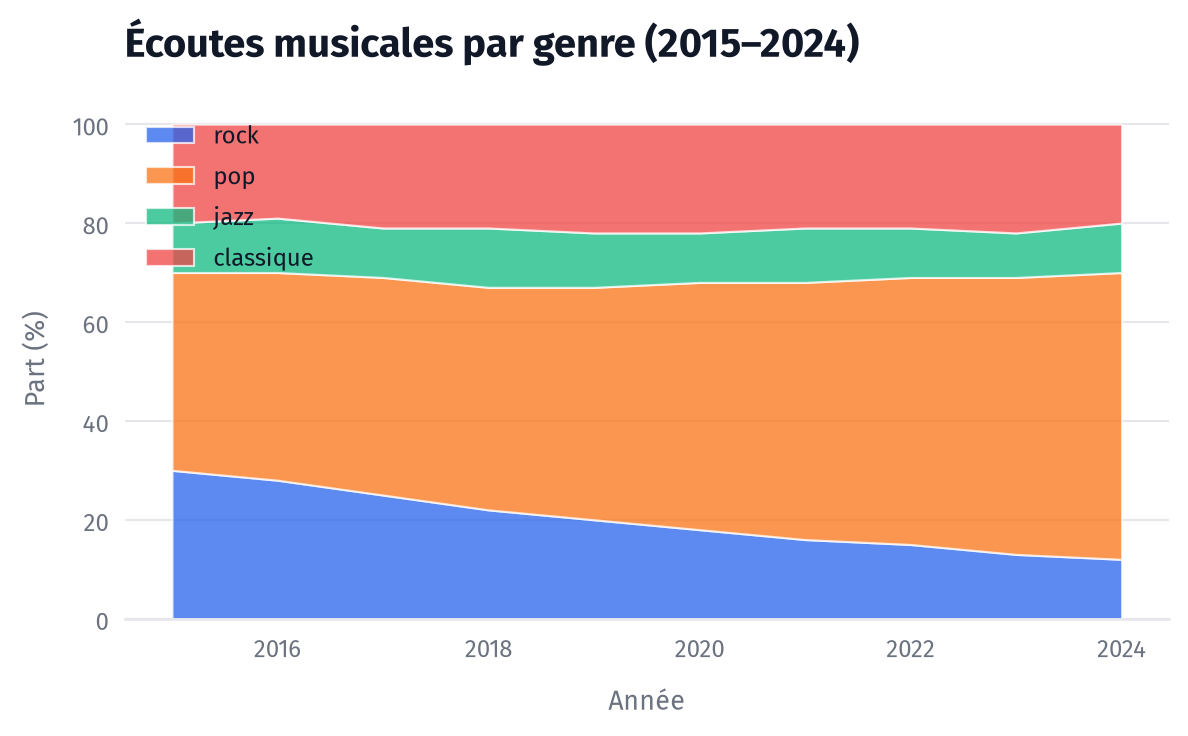 Écoutes musicales par genre (2015–2024)
100
80
60
40
20
0
Part (%)
rock
pop
jazz
classique
2016
2018
2020
2022
2024
Année